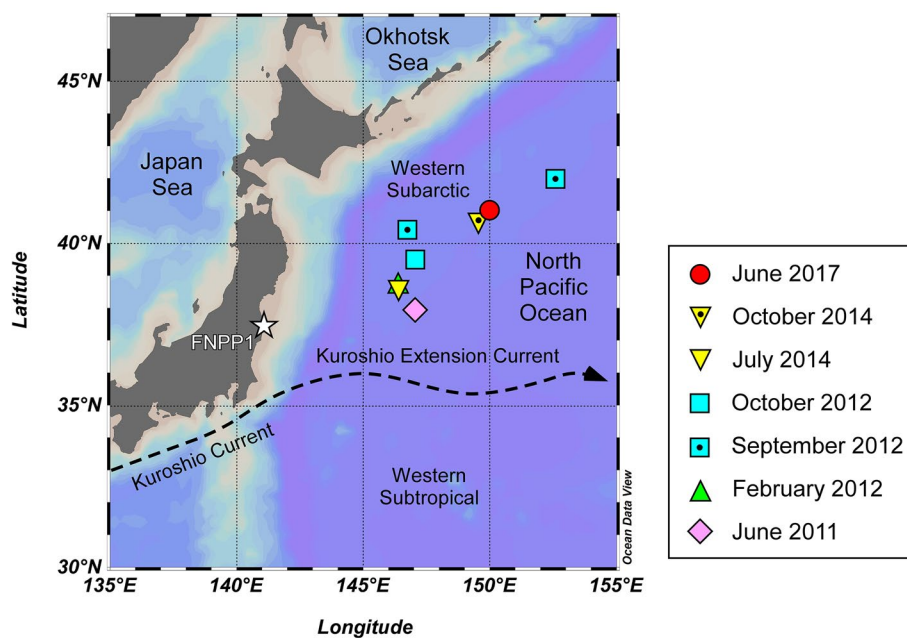 Okhotsk
Sea
45°N
Japan
Sea
Western
Subarctic
40°N
North
Pacific
Ocean
Latitude
FNPP1
Kuroshio Extension Current
35°N
Kuroshio Current
Western
Subtropical
Ocean Data View
30°N
135°E
140°E
145°E
150°E
155°E
Longitude
June 2017
October 2014
July 2014
October 2012
September 2012
February 2012
June 2011